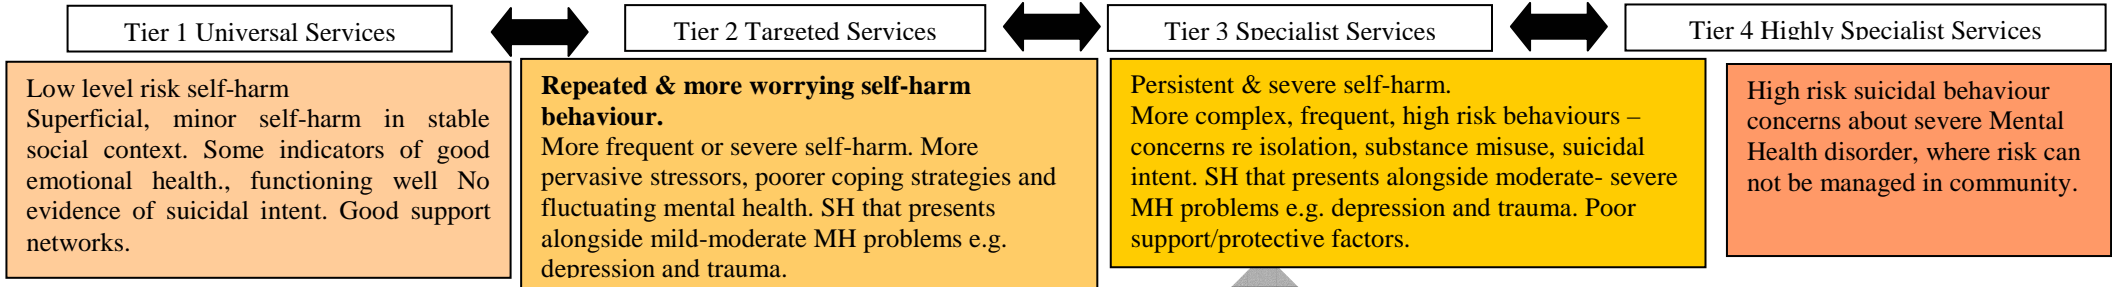 Tier 1 Universal Services
Tier 2 Targeted Services
Tier 3 Specialist Services
Tier 4 Highly Specialist Services
Low level risk self-harm
Superficial, minor self-harm in stable
social context. Some indicators of good
emotional health., functioning well No
evidence of suicidal intent. Good support
networks.
Repeated & more worrying self-harm
behaviour.
More frequent or severe self-harm. More
pervasive stressors, poorer coping strategies and
fluctuating mental health. SH that presents
alongside mild-moderate MH problems e.g.
depression and trauma.
Persistent & severe self-harm.
More complex, frequent, high risk behaviours –
concerns re isolation, substance misuse, suicidal
intent. SH that presents alongside moderate- severe
MH problems e.g. depression and trauma. Poor
support/protective factors.
High risk suicidal behaviour
concerns about severe Mental
Health disorder, where risk can
not be managed in community.